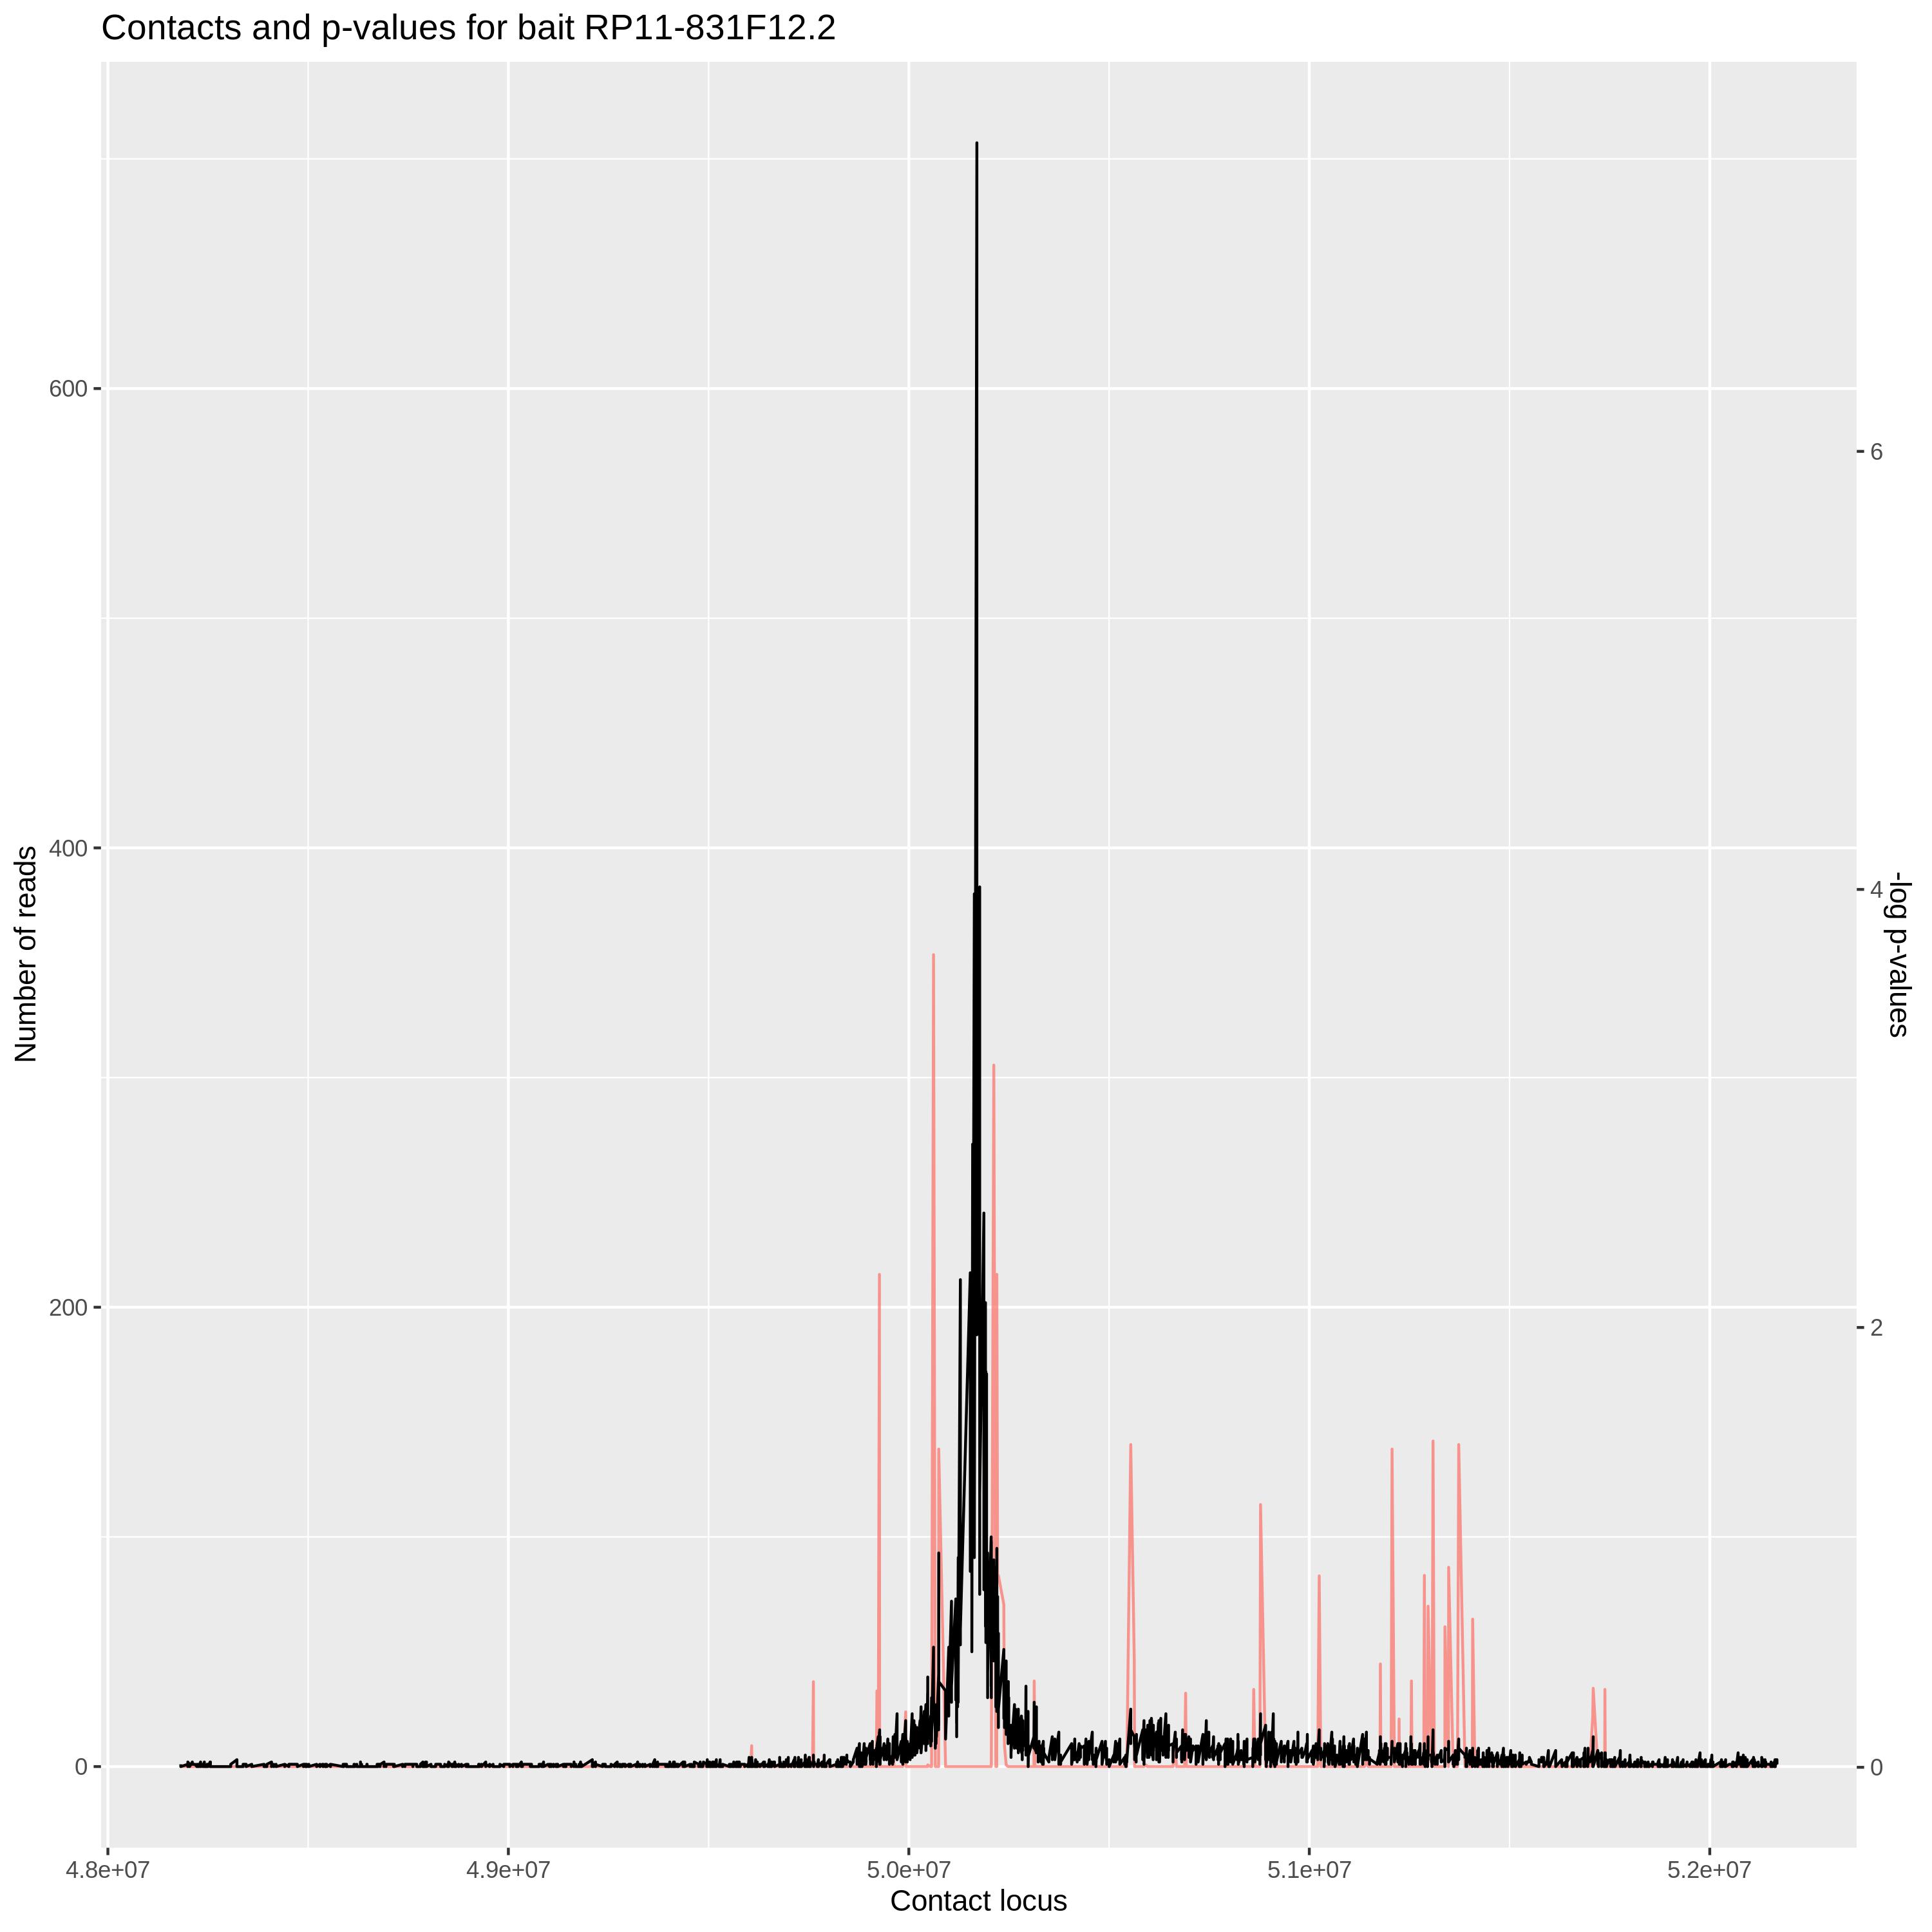 Contacts and p-values for bait RP11-831F12.2
600
400
200
0
Number of reads
6
4
2
0
-log p-values
4.8e+07
4.9e+07
5.0e+07
5.1e+07
5.2e+07
Contact locus